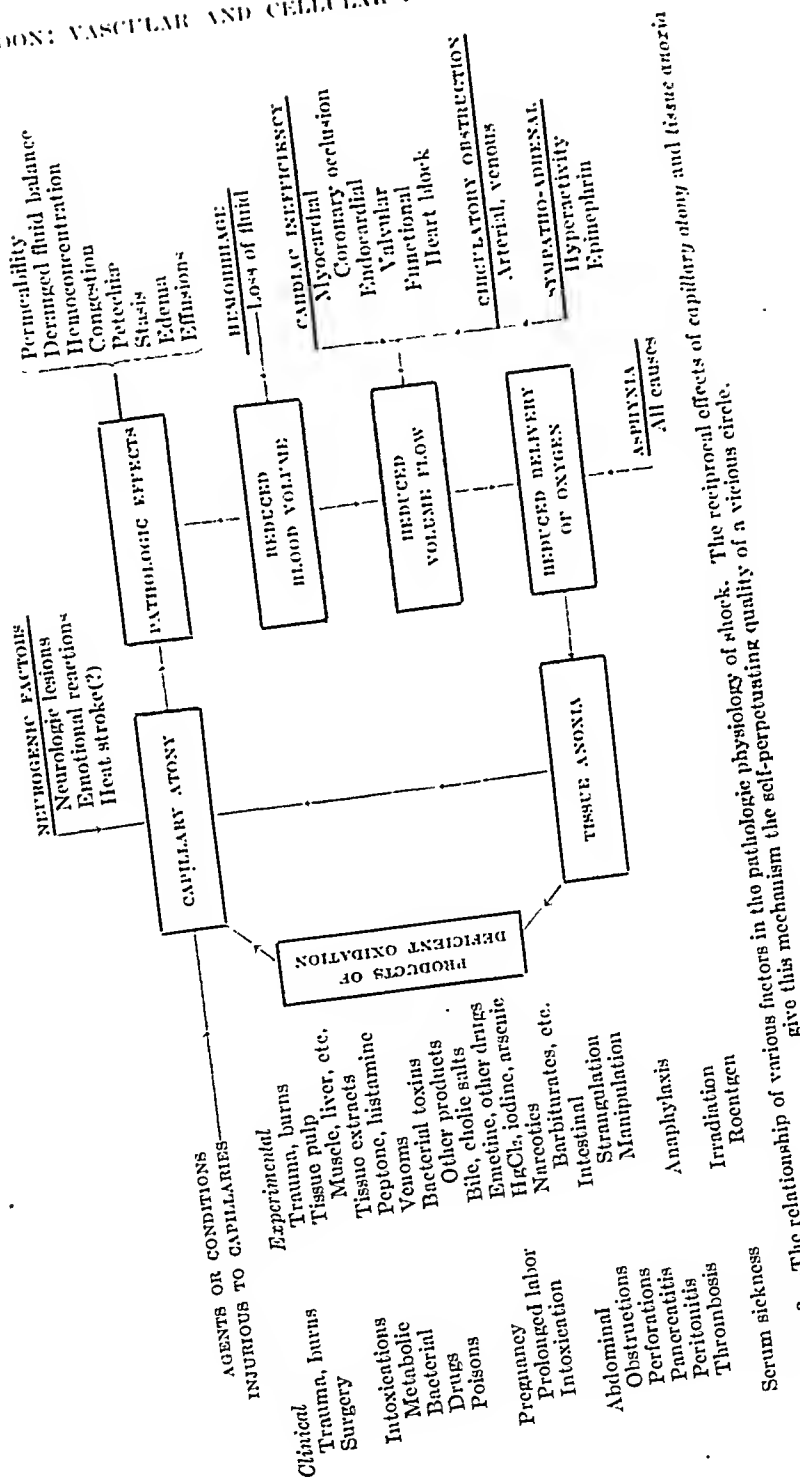 VASCULAR AND CELLULAR
NEUROGENIC FACTORS
Neurologic lesions
Emotional reactions
Heat stroke(?)
Permeability
Deranged fluid balance
Hemoconcentration
Congestion
Petechiae
Stasis
Edema
Effusions
CAPILLARY ATONY
PATHOLOGIC EFFECTS
HEMORRHAGE
Loss of fluid
REDUCED
BLOOD VOLUME
CARDIAC INEFFICIENCY
Myocardial
Coronary occlusion
Endocardial
Valvular
Functional
Heart block
REDUCED
VOLUME FLOW
CIRCULATORY OBSTRUCTION
Arterial, venous
SYMPATHO-ADRENAL
Hyperactivity
Epinephrin
REDUCED DELIVERY
OF OXYGEN
ASPHYXIA
All causes
TISSUE ANOXIA
PRODUCTS OF
DEFICIENT OXIDATION
AGENTS OR CONDITIONS
INJURIOUS TO CAPILLARIES
Clinical
Trauma, burns
Surgery
Intoxications
Metabolic
Bacterial
Drugs
Poisons
Pregnancy
Prolonged labor
Intoxication
Abdominal
Obstructions
Perforations
Pancreatitis
Peritonitis
Thrombosis
Serum sickness
Experimental
Trauma, burns
Tissue pulp
Muscle, liver, etc.
Tissue extracts
Peptone, histamine
Venoms
Bacterial toxins
Other products
Bile, cholic salts
Emetine, other drugs
HgCl₂, iodine, arsenic
Narcotics
Barbiturates, etc.
Intestinal
Strangulation
Manipulation
Anaphylaxis
Irradiation
Roentgen
The relationship of various factors in the pathologic physiology of shock. The reciprocal effects of capillary atony and tissue anoxia
give this mechanism the self-perpetuating quality of a vicious circle.